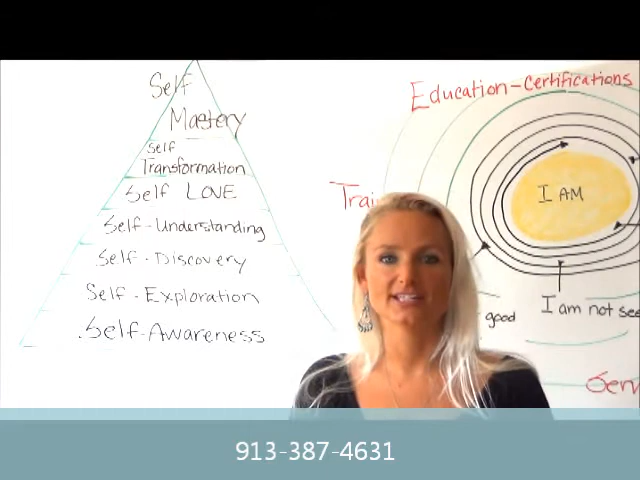 Self
Mastery
Self
Transformation
Self LOVE
Self-Understanding
Self-Discovery
Self-Exploration
Self-Awareness
Education-Certifications
I AM
good
I am not
913-387-4631